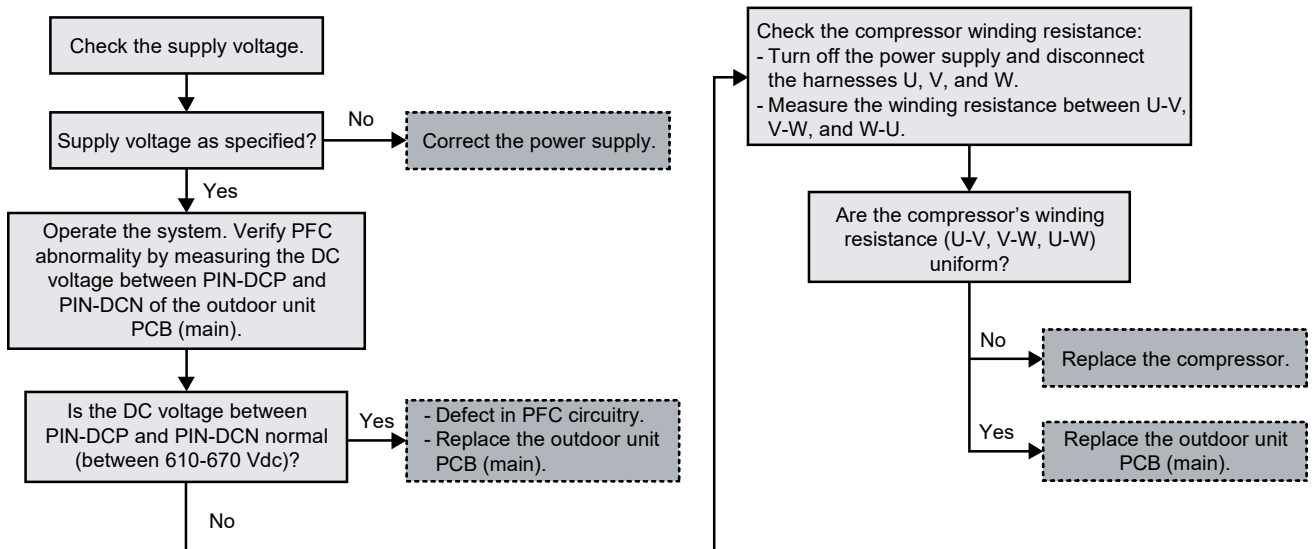 Check the supply voltage.
Supply voltage as specified?
No
Correct the power supply.
Yes
Operate the system. Verify PFC
abnormality by measuring the DC
voltage between PIN-DCP and
PIN-DCN of the outdoor unit
PCB (main).
Is the DC voltage between
PIN-DCP and PIN-DCN normal
(between 610-670 Vdc)?
Yes
- Defect in PFC circuitry.
- Replace the outdoor unit
PCB (main).
No
Check the compressor winding resistance:
- Turn off the power supply and disconnect
the harnesses U, V, and W.
- Measure the winding resistance between U-V,
V-W, and W-U.
Are the compressor’s winding
resistance (U-V, V-W, U-W)
uniform?
No
Replace the compressor.
Yes
Replace the outdoor unit
PCB (main).